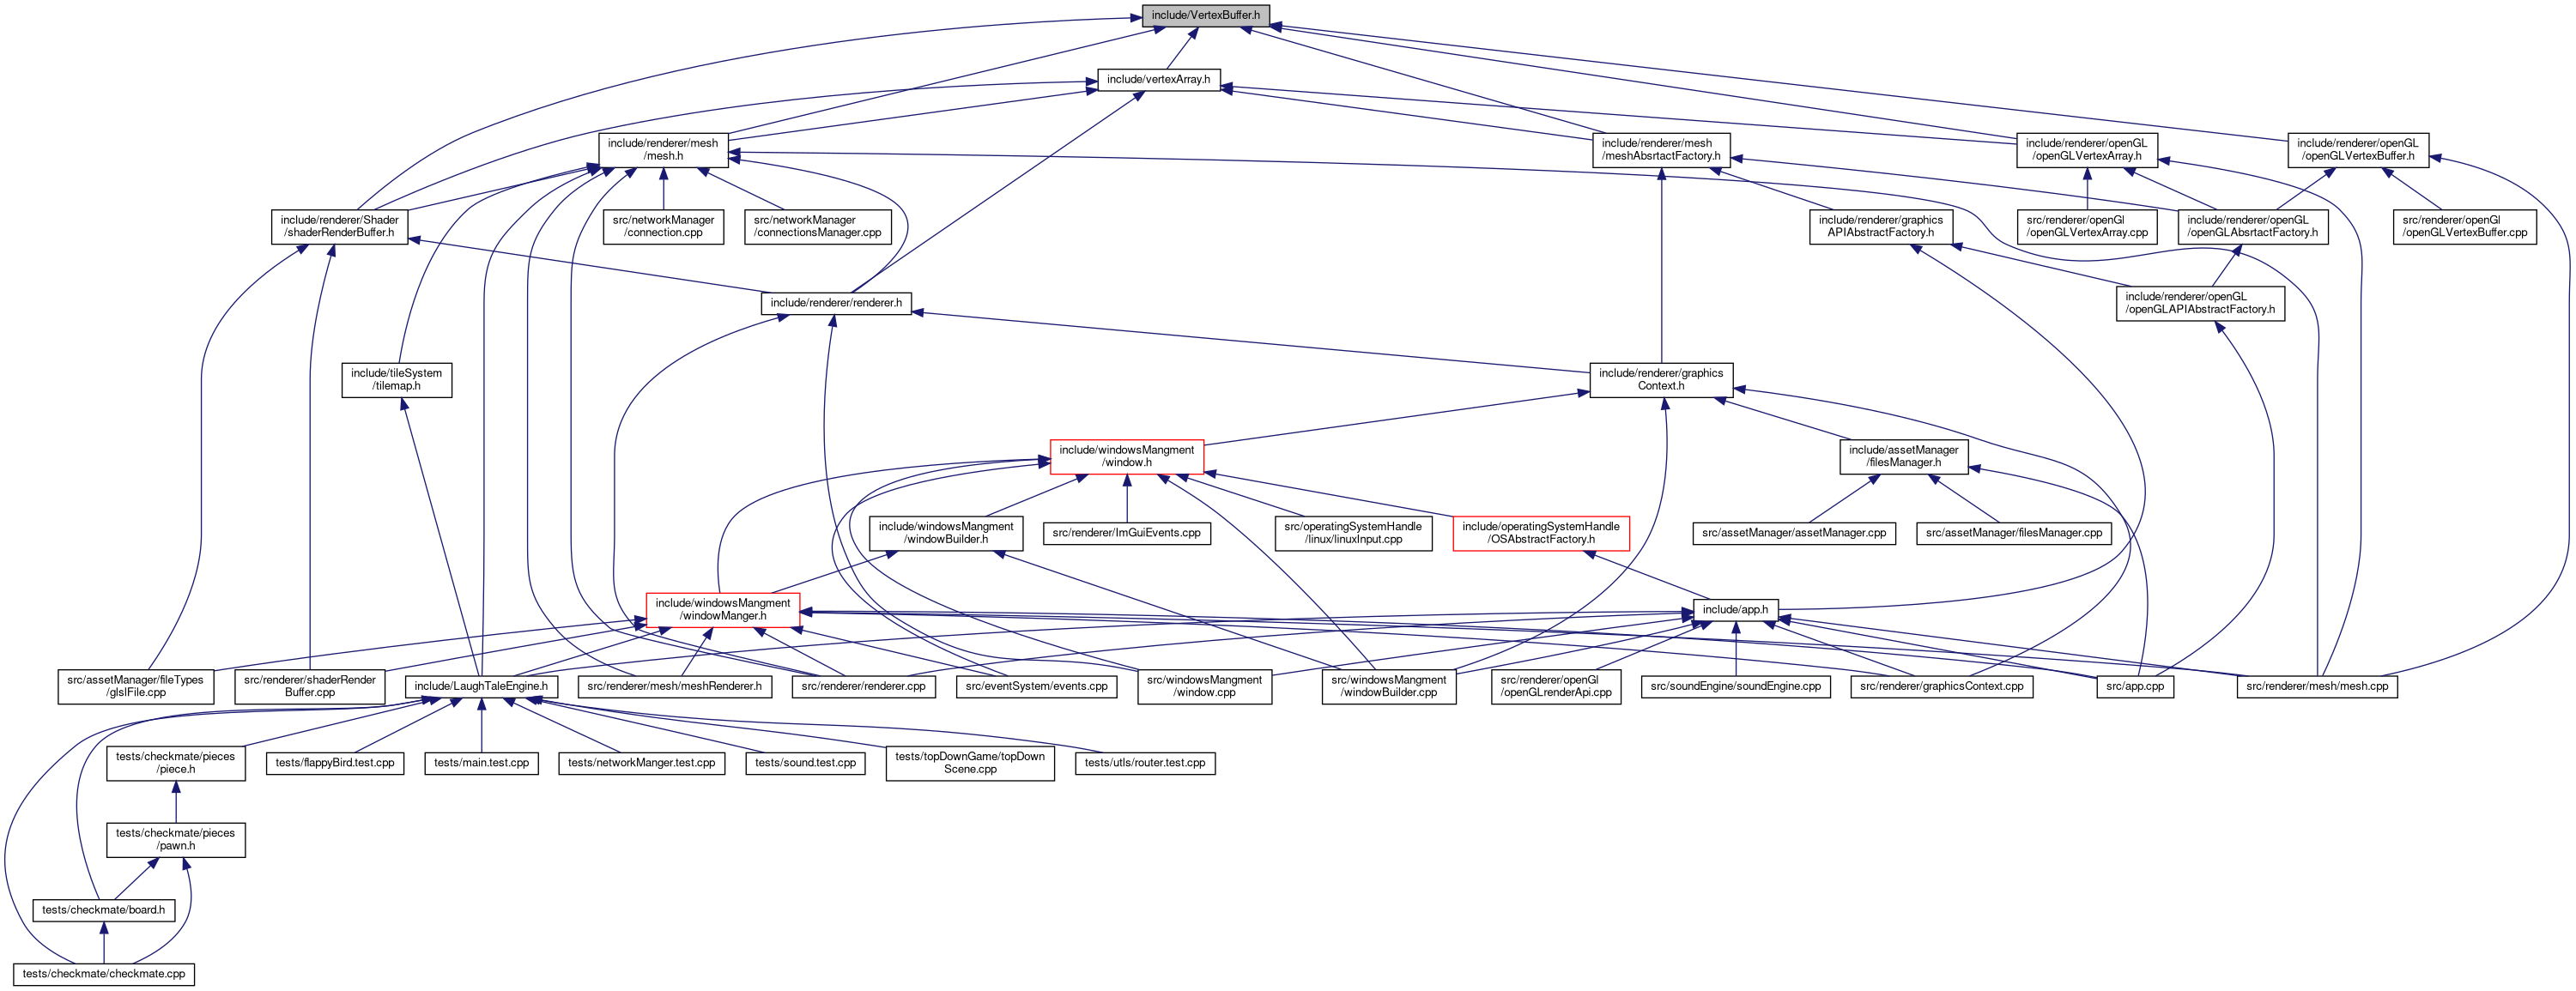 include/VertexBuffer.h
include/vertexArray.h
include/renderer/mesh
/mesh.h
include/renderer/mesh
/meshAbsrtactFactory.h
include/renderer/openGL
/openGLVertexArray.h
include/renderer/openGL
/openGLVertexBuffer.h
include/renderer/Shader
/shaderRenderBuffer.h
src/networkManager
/connection.cpp
src/networkManager
/connectionsManager.cpp
include/renderer/graphics
APIAbstractFactory.h
src/renderer/openGl
/openGLVertexArray.cpp
include/renderer/openGL
/openGLAbsrtactFactory.h
src/renderer/openGl
/openGLVertexBuffer.cpp
include/renderer/renderer.h
include/renderer/openGL
/openGLAPIAbstractFactory.h
include/tileSystem
/tilemap.h
include/renderer/graphics
Context.h
include/windowsMangment
/window.h
include/assetManager
/filesManager.h
include/windowsMangment
/windowBuilder.h
src/renderer/ImGuiEvents.cpp
src/operatingSystemHandle
/linux/linuxInput.cpp
include/operatingSystemHandle
/OSAbstractFactory.h
src/assetManager/assetManager.cpp
src/assetManager/filesManager.cpp
include/windowsMangment
/windowManger.h
include/app.h
src/assetManager/fileTypes
/glslFile.cpp
src/renderer/shaderRender
Buffer.cpp
include/LaughTaleEngine.h
src/renderer/mesh/meshRenderer.h
src/renderer/renderer.cpp
src/eventSystem/events.cpp
src/windowsMangment
/window.cpp
src/windowsMangment
/windowBuilder.cpp
src/renderer/openGl
/openGLrenderApi.cpp
src/soundEngine/soundEngine.cpp
src/renderer/graphicsContext.cpp
src/app.cpp
src/renderer/mesh/mesh.cpp
tests/checkmate/pieces
/piece.h
tests/flappyBird.test.cpp
tests/main.test.cpp
tests/networkManger.test.cpp
tests/sound.test.cpp
tests/topDownGame/topDown
Scene.cpp
tests/utls/router.test.cpp
tests/checkmate/pieces
/pawn.h
tests/checkmate/board.h
tests/checkmate/checkmate.cpp